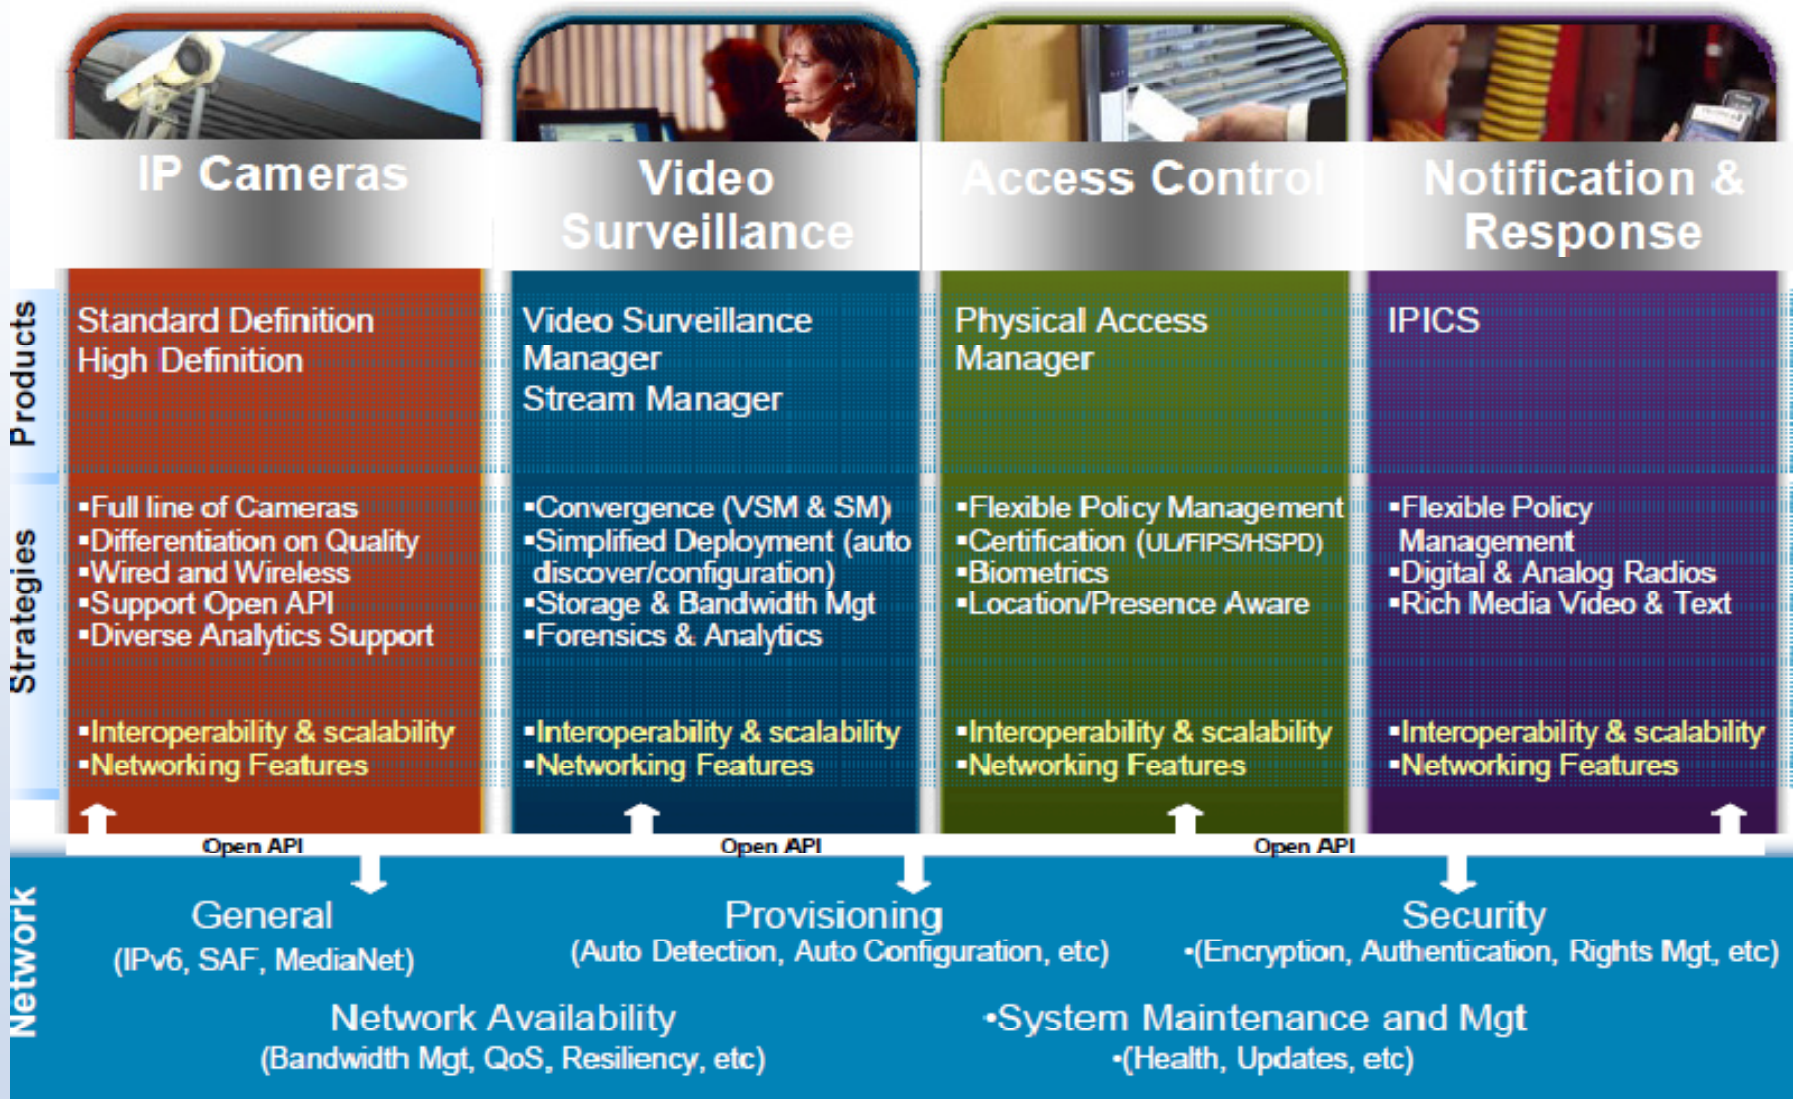 IP Cameras
Video
Surveillance
Access Control
Notification &
Response
Products
Standard Definition
High Definition
Video Surveillance
Manager
Stream Manager
Physical Access
Manager
IPICS
Strategies
▪Full line of Cameras
▪Differentiation on Quality
▪Wired and Wireless
▪Support Open API
▪Diverse Analytics Support
▪Interoperability & scalability
▪Networking Features
▪Convergence (VSM & SM)
▪Simplified Deployment (auto
discover/configuration)
▪Storage & Bandwidth Mgt
▪Forensics & Analytics
▪Interoperability & scalability
▪Networking Features
▪Flexible Policy Management
▪Certification (UL/FIPS/HSPD)
▪Biometrics
▪Location/Presence Aware
▪Interoperability & scalability
▪Networking Features
▪Flexible Policy
Management
▪Digital & Analog Radios
▪Rich Media Video & Text
▪Interoperability & scalability
▪Networking Features
Open API
Open API
Open API
Network
General
(IPv6, SAF, MediaNet)
Provisioning
(Auto Detection, Auto Configuration, etc)
Security
•(Encryption, Authentication, Rights Mgt, etc)
Network Availability
(Bandwidth Mgt, QoS, Resiliency, etc)
•System Maintenance and Mgt
•(Health, Updates, etc)